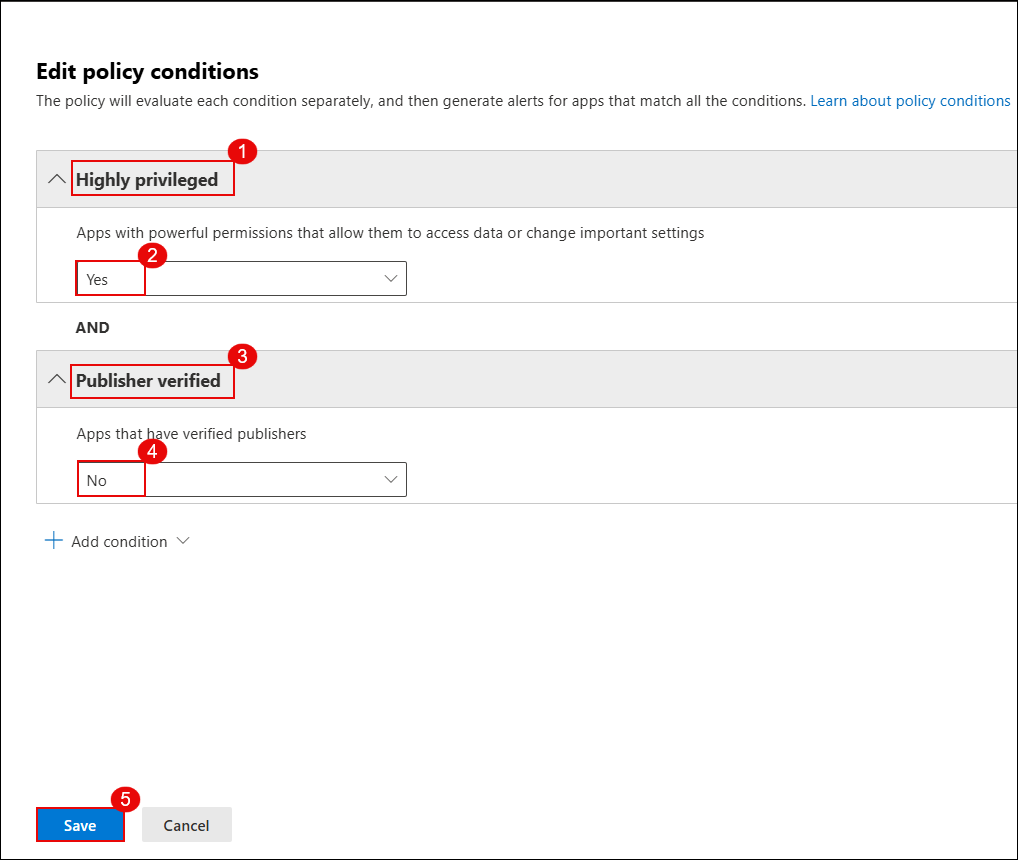 Edit policy conditions
The policy will evaluate each condition separately, and then generate alerts for apps that match all the conditions. Learn about policy conditions
1
Highly privileged
Apps with powerful permissions that allow them to access data or change important settings
2
Yes
AND
3
Publisher verified
Apps that have verified publishers
4
No
Add condition
5
Save Cancel